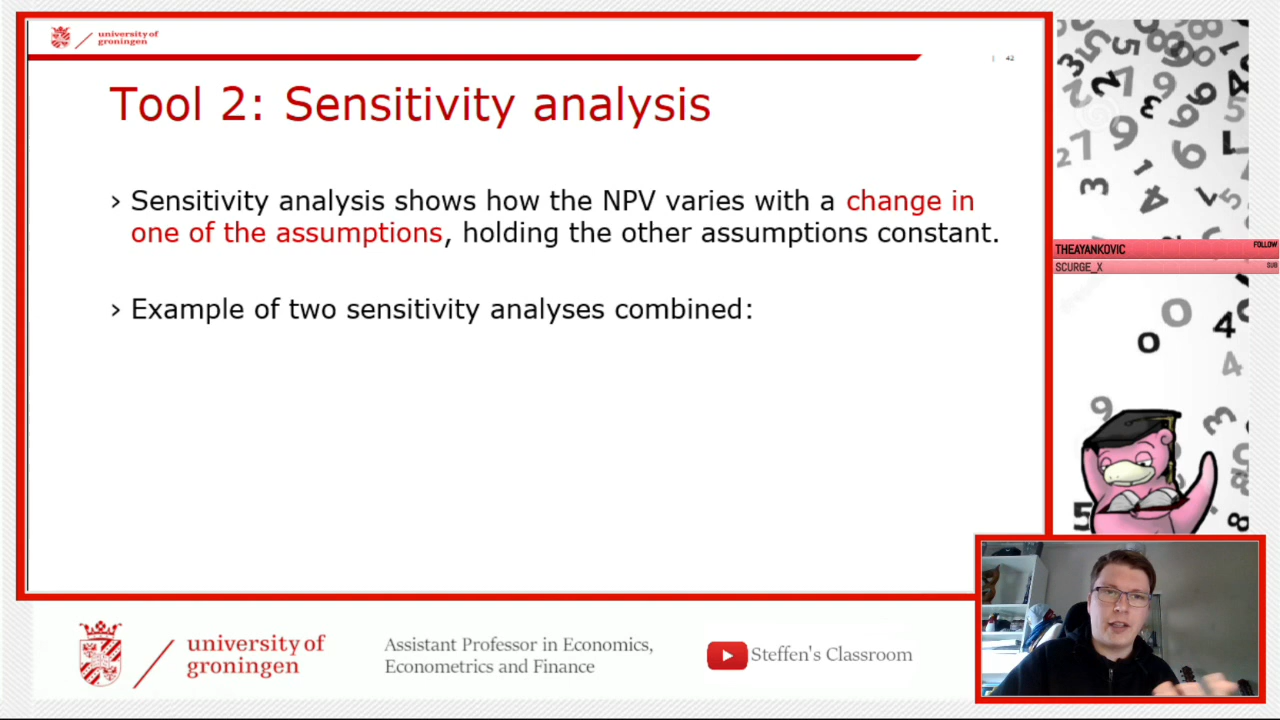 university of
groningen
| 42
Tool 2: Sensitivity analysis
› Sensitivity analysis shows how the NPV varies with a change in
one of the assumptions, holding the other assumptions constant.
› Example of two sensitivity analyses combined:
THEAYANKOVIC FOLLOW
SCURGE_X SUB
university of
groningen
Assistant Professor in Economics,
Econometrics and Finance
Steffen's Classroom